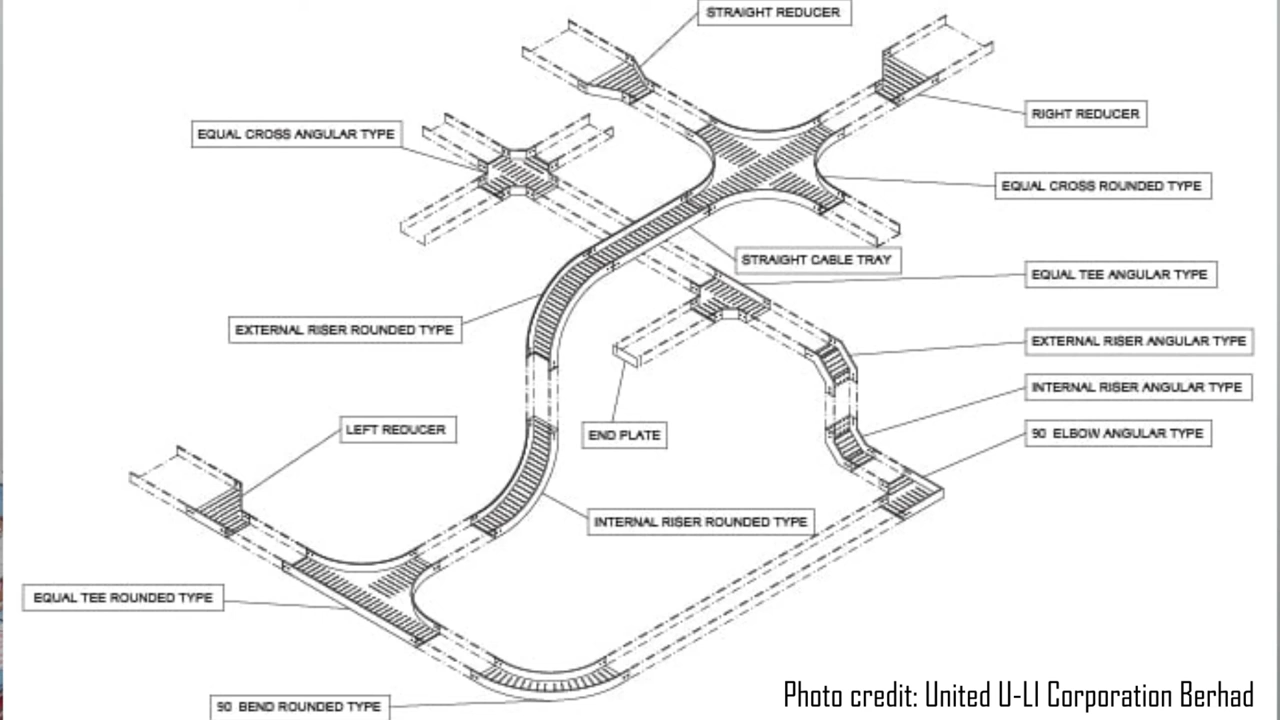 STRAIGHT REDUCER
RIGHT REDUCER
EQUAL CROSS ANGULAR TYPE
EQUAL CROSS ROUNDED TYPE
STRAIGHT CABLE TRAY
EQUAL TEE ANGULAR TYPE
EXTERNAL RISER ROUNDED TYPE
EXTERNAL RISER ANGULAR TYPE
INTERNAL RISER ANGULAR TYPE
LEFT REDUCER
END PLATE
90 ELBOW ANGULAR TYPE
INTERNAL RISER ROUNDED TYPE
EQUAL TEE ROUNDED TYPE
90 BEND ROUNDED TYPE
Photo credit: United U-LI Corporation Berhad